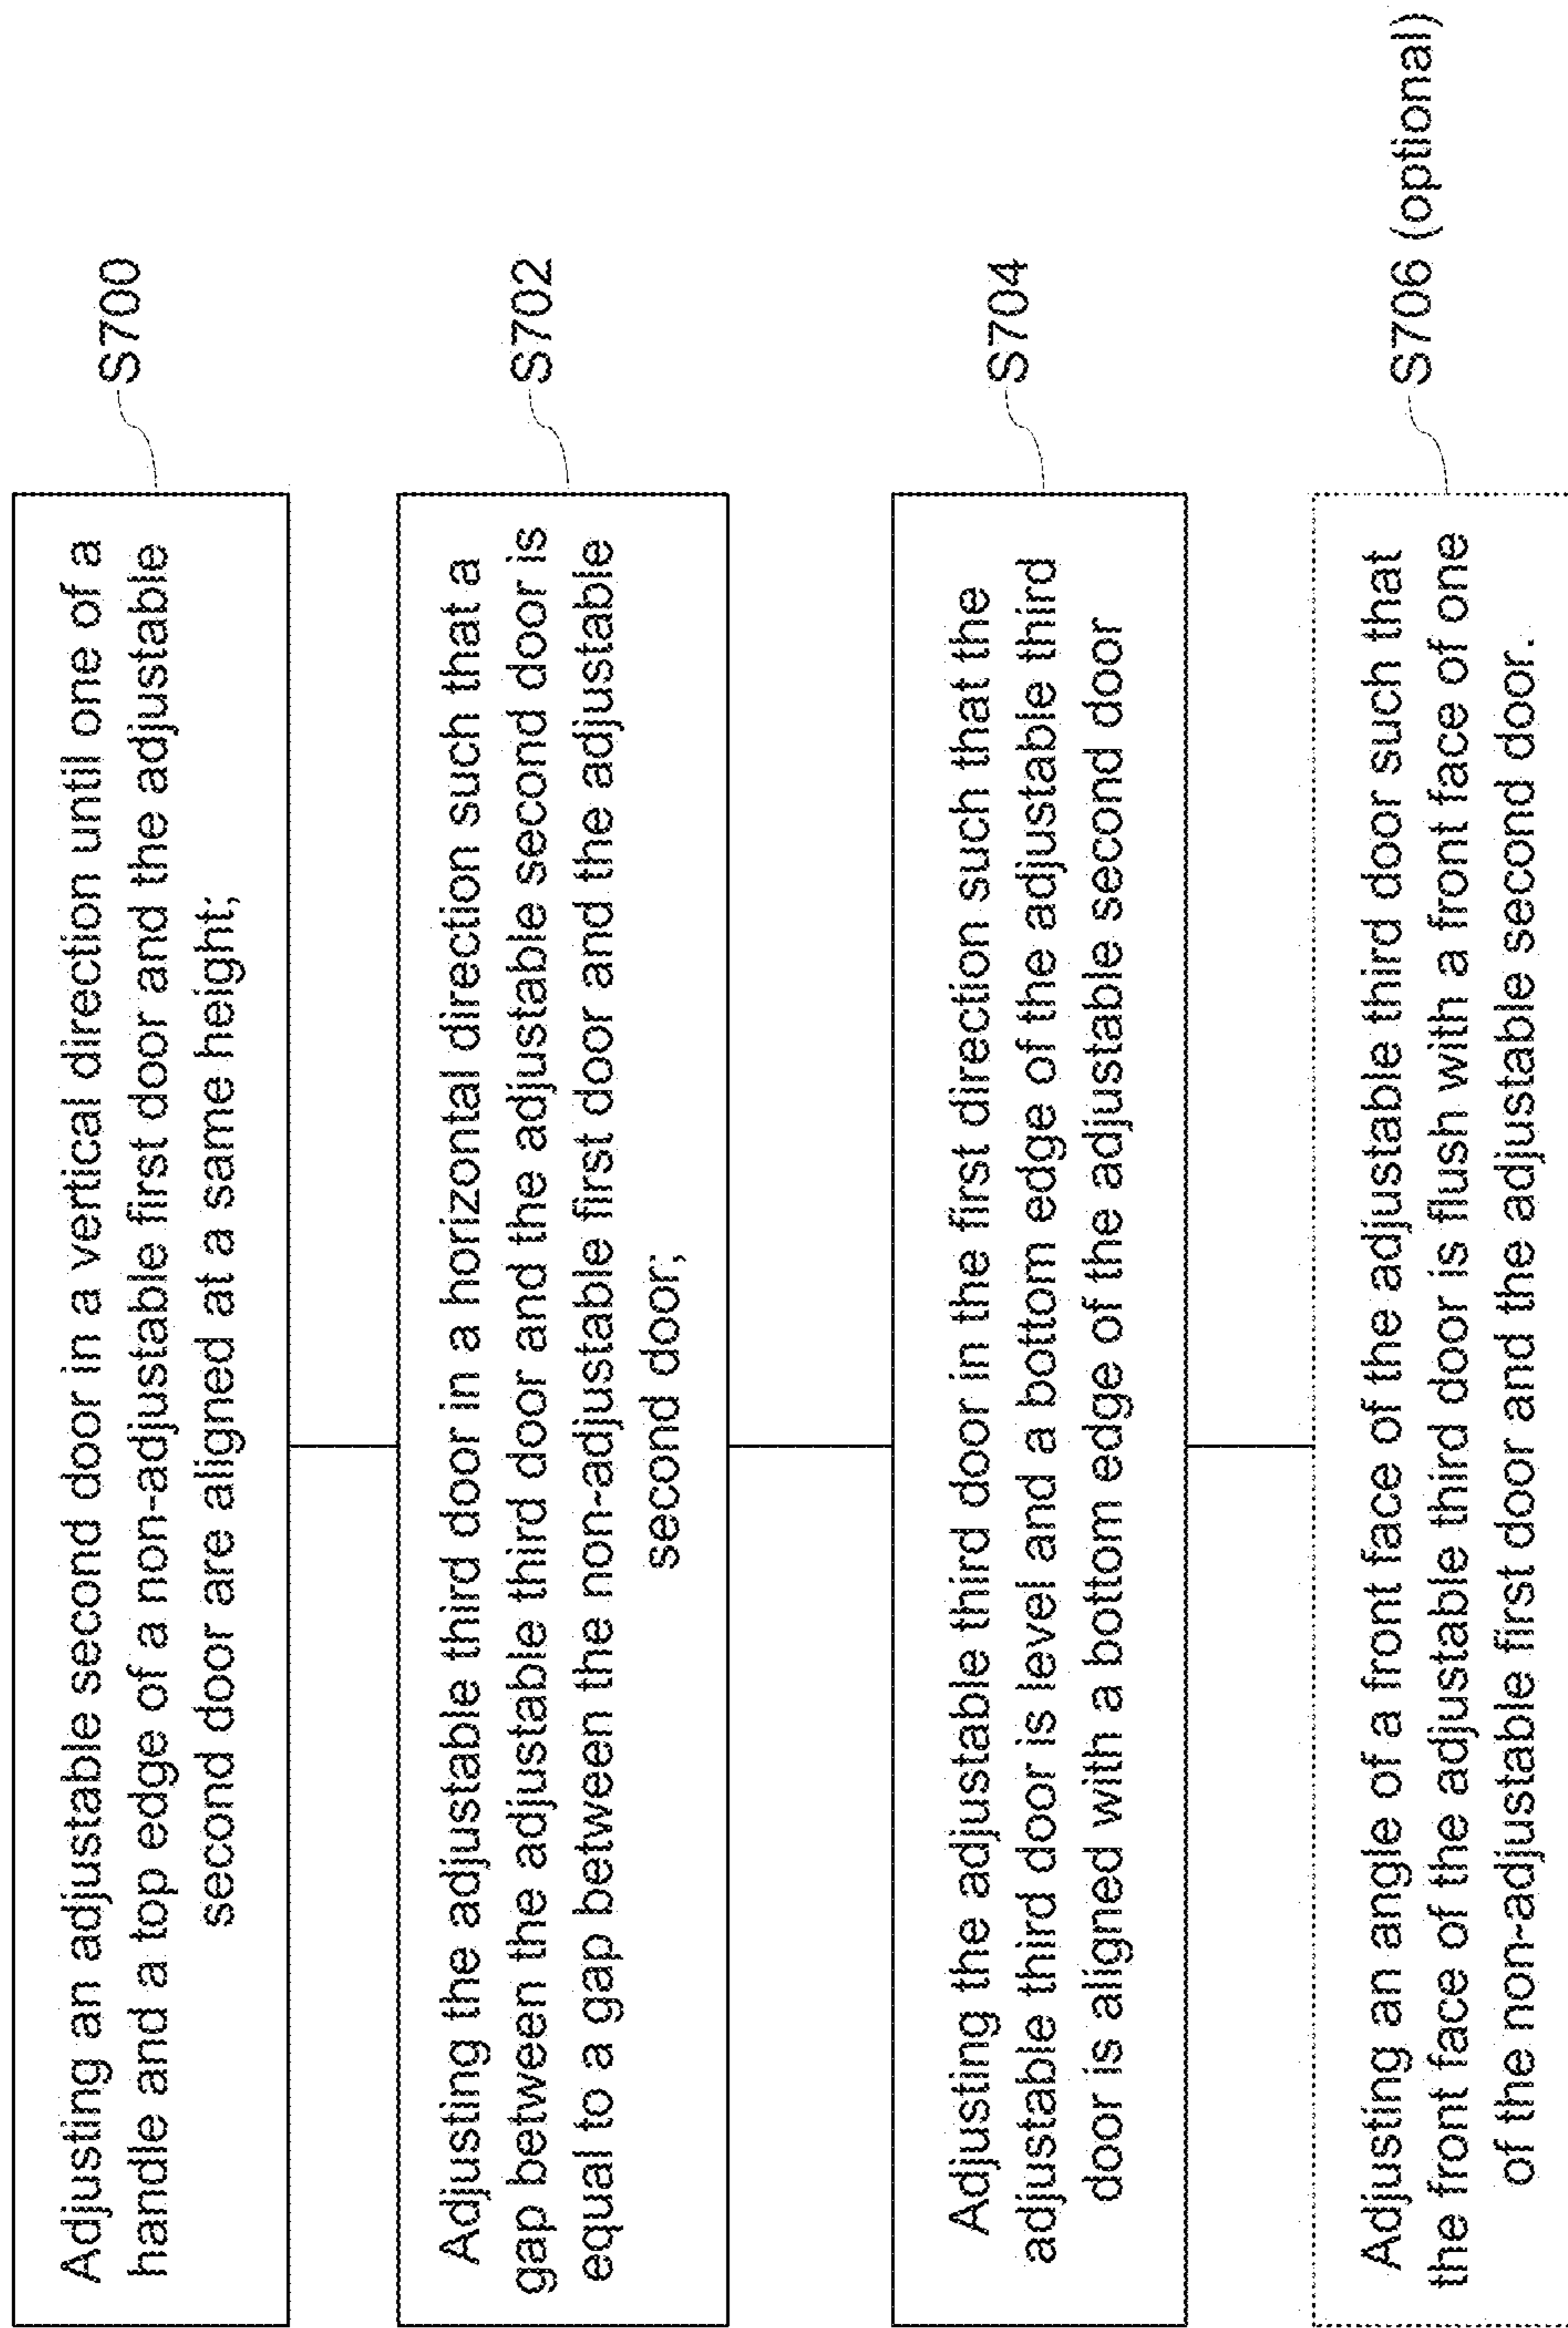 Adjusting an adjustable second door in a vertical direction until one of a
handle and a top edge of a non-adjustable first door and the adjustable
second door are aligned at a same height;
S700
Adjusting the adjustable third door in a horizontal direction such that a
gap between the adjustable third door and the adjustable second door is
equal to a gap between the non-adjustable first door and the adjustable
second door;
S702
Adjusting the adjustable third door in the first direction such that the
adjustable third door is level and a bottom edge of the adjustable third
door is aligned with a bottom edge of the adjustable second door
S704
Adjusting an angle of a front face of the adjustable third door such that
the front face of the adjustable third door is flush with a front face of one
of the non-adjustable first door and the adjustable second door.
S706 (optional)